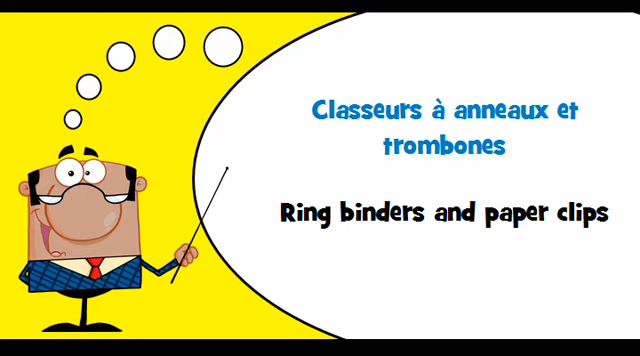 Classeurs à anneaux et
trombones
Ring binders and paper clips